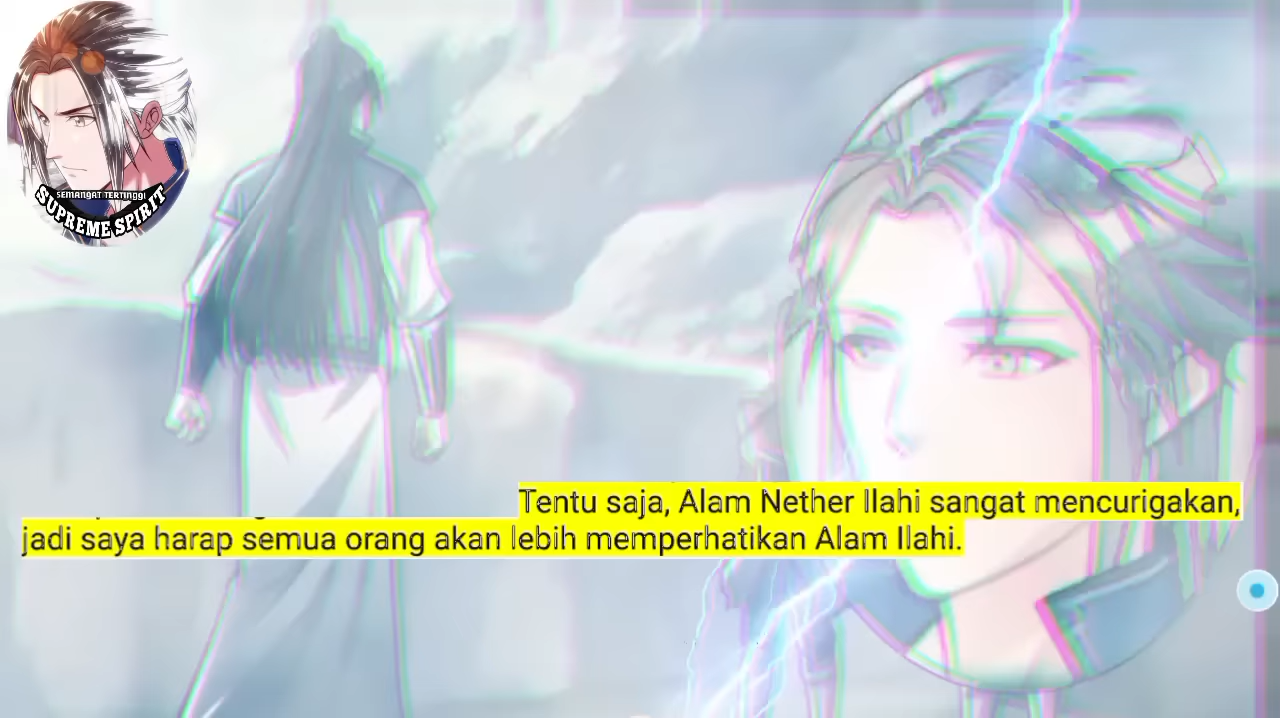 SEMANGAT TERTINGGI
SUPREME SPIRIT
Tentu saja, Alam Nether Ilahi sangat mencurigakan,
jadi saya harap semua orang akan lebih memperhatikan Alam Ilahi.